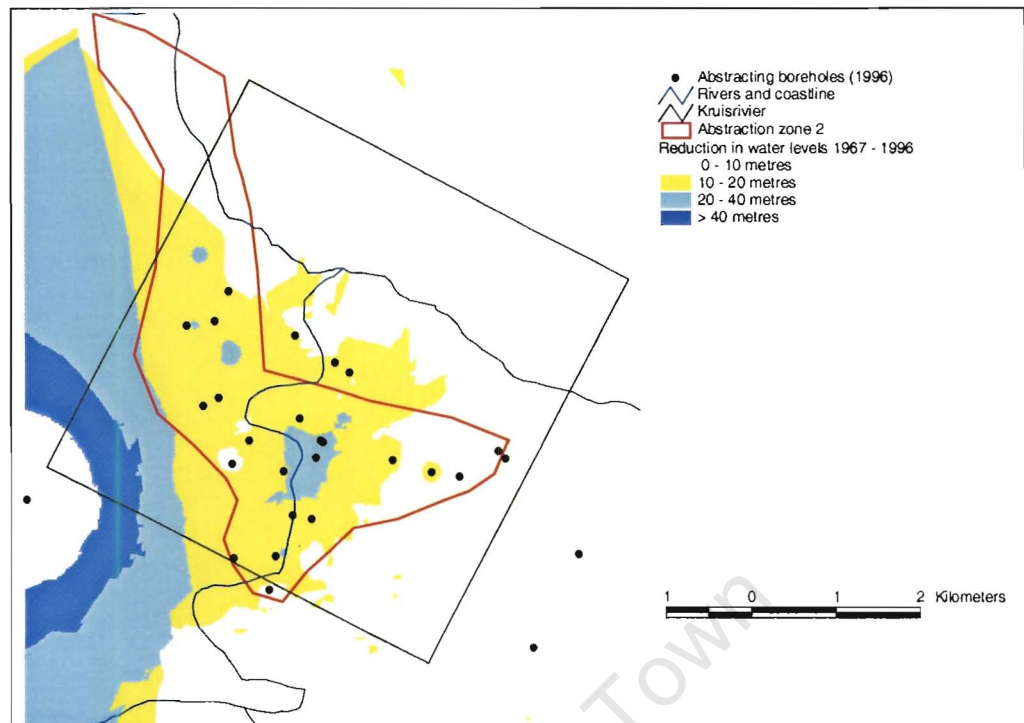 Abstracting boreholes (1996)
Rivers and coastline
Kruisrivier
Abstraction zone 2
Reduction in water levels 1967 - 1996
0 - 10 metres
10 - 20 metres
20 - 40 metres
> 40 metres
1 0 1 2 Kilometers
Town